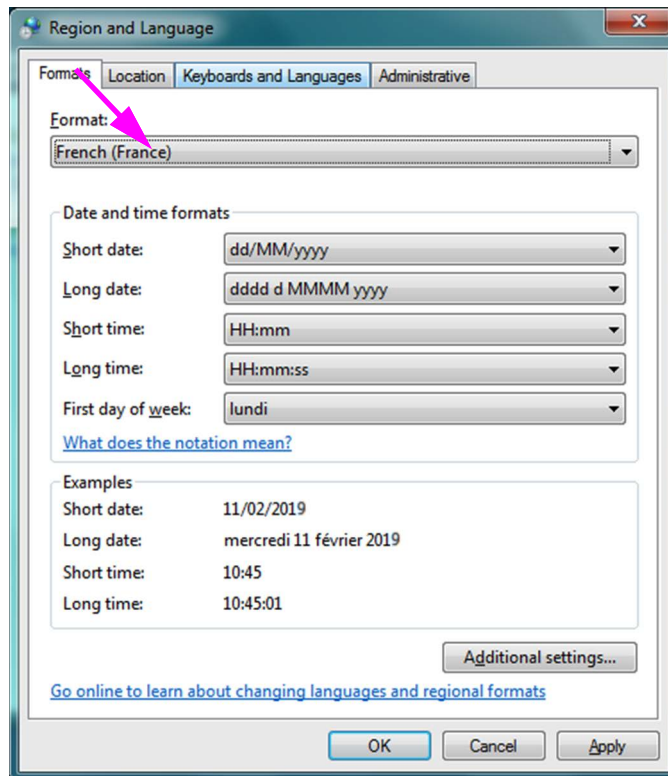 Region and Language
Formats Location Keyboards and Languages Administrative
Format:
French (France)
Date and time formats
Short date: dd/MM/yyyy
Long date: dddd d MMMM yyyy
Short time: HH:mm
Long time: HH:mm:ss
First day of week: lundi
What does the notation mean?
Examples
Short date: 11/02/2019
Long date: mercredi 11 février 2019
Short time: 10:45
Long time: 10:45:01
Additional settings...
Go online to learn about changing languages and regional formats
OK Cancel Apply